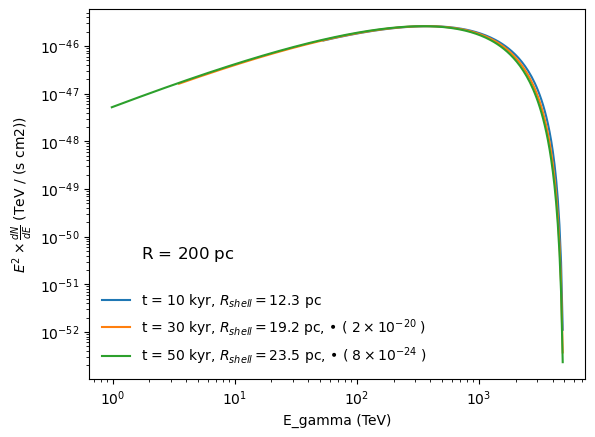 10⁻⁴⁶
10⁻⁴⁷
10⁻⁴⁸
10⁻⁴⁹
10⁻⁵⁰
10⁻⁵¹
10⁻⁵²
E² × dN/dE (TeV / (s cm2))
R = 200 pc
t = 10 kyr, R_shell = 12.3 pc
t = 30 kyr, R_shell = 19.2 pc, • ( 2 × 10⁻²⁰ )
t = 50 kyr, R_shell = 23.5 pc, • ( 8 × 10⁻²⁴ )
10⁰ 10¹ 10² 10³
E_gamma (TeV)